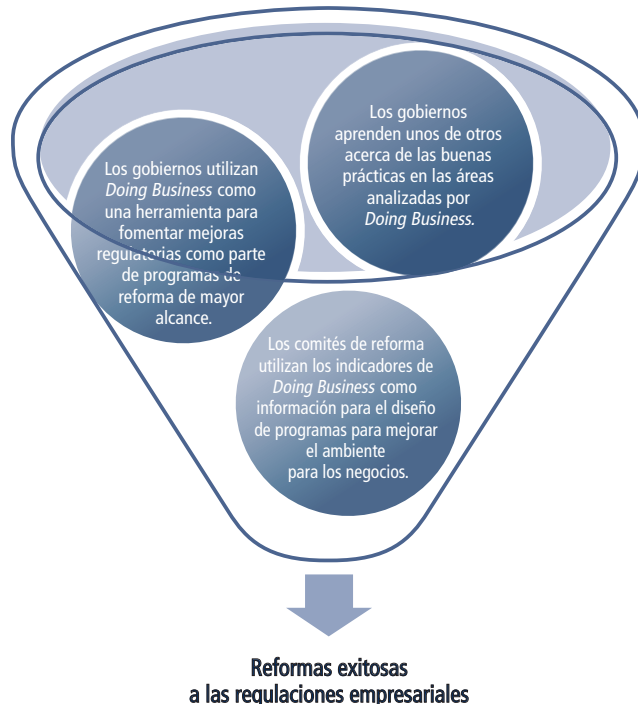 Los gobiernos utilizan
Doing Business como
una herramienta para
fomentar mejoras
regulatorias como parte
de programas de
reforma de mayor
alcance.
Los gobiernos
aprenden unos de otros
acerca de las buenas
prácticas en las áreas
analizadas por
Doing Business.
Los comités de reforma
utilizan los indicadores de
Doing Business como
información para el diseño
de programas para mejorar
el ambiente
para los negocios.
Reformas exitosas
a las regulaciones empresariales